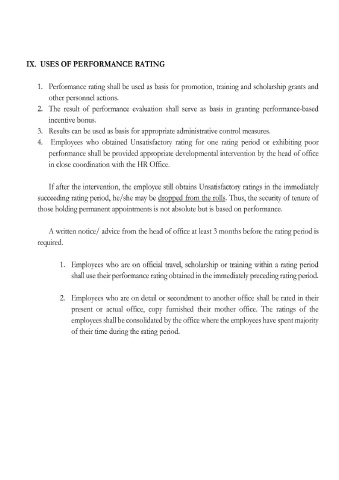 IX. USES OF PERFORMANCE RATING
1. Performance rating shall be used as basis for promotion, training and scholarship grants and
other personnel actions.
2. The result of performance evaluation shall serve as basis in granting performance-based
incentive bonus.
3. Results can be used as basis for appropriate administrative control measures.
4. Employees who obtained Unsatisfactory rating for one rating period or exhibiting poor
performance shall be provided appropriate developmental intervention by the head of office
in close coordination with the HR Office.
If after the intervention, the employee still obtains Unsatisfactory ratings in the immediately
succeeding rating period, he/she may be dropped from the rolls. Thus, the security of tenure of
those holding permanent appointments is not absolute but is based on performance.
A written notice/ advice from the head of office at least 3 months before the rating period is
required.
1. Employees who are on official travel, scholarship or training within a rating period
shall use their performance rating obtained in the immediately preceding rating period.
2. Employees who are on detail or secondment to another office shall be rated in their
present or actual office, copy furnished their mother office. The ratings of the
employees shall be consolidated by the office where the employees have spent majority
of their time during the rating period.